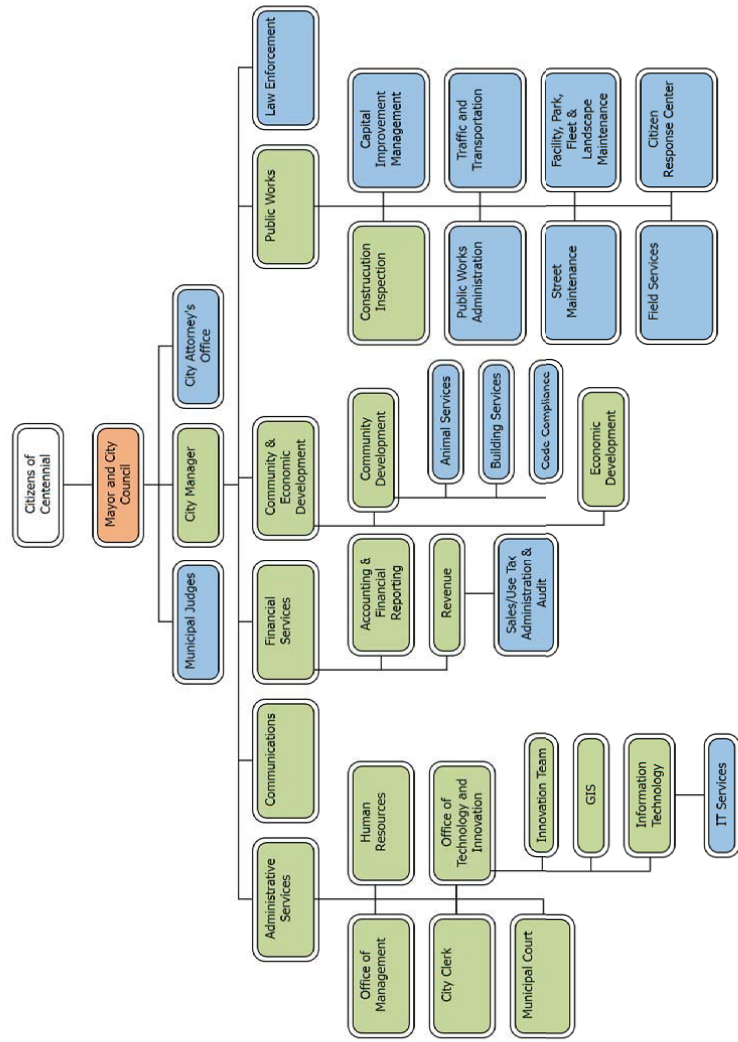 Citizens of
Centennial
Mayor and City
Council
Municipal Judges
City Manager
City Attorney's
Office
Administrative
Services
Communications
Financial
Services
Community &
Economic
Development
Public Works
Law Enforcement
Office of
Management
Human
Resources
City Clerk
Office of
Technology and
Innovation
Municipal Court
Innovation Team
GIS
Information
Technology
IT Services
Accounting &
Financial
Reporting
Revenue
Sales/Use Tax
Administration &
Audit
Community
Development
Animal Services
Building Services
Code Compliance
Economic
Development
Construcution
Inspection
Capital
Improvement
Management
Public Works
Administration
Traffic and
Transportation
Street
Maintenance
Facility, Park,
Fleet &
Landscape
Maintenance
Field Services
Citizen
Response Center